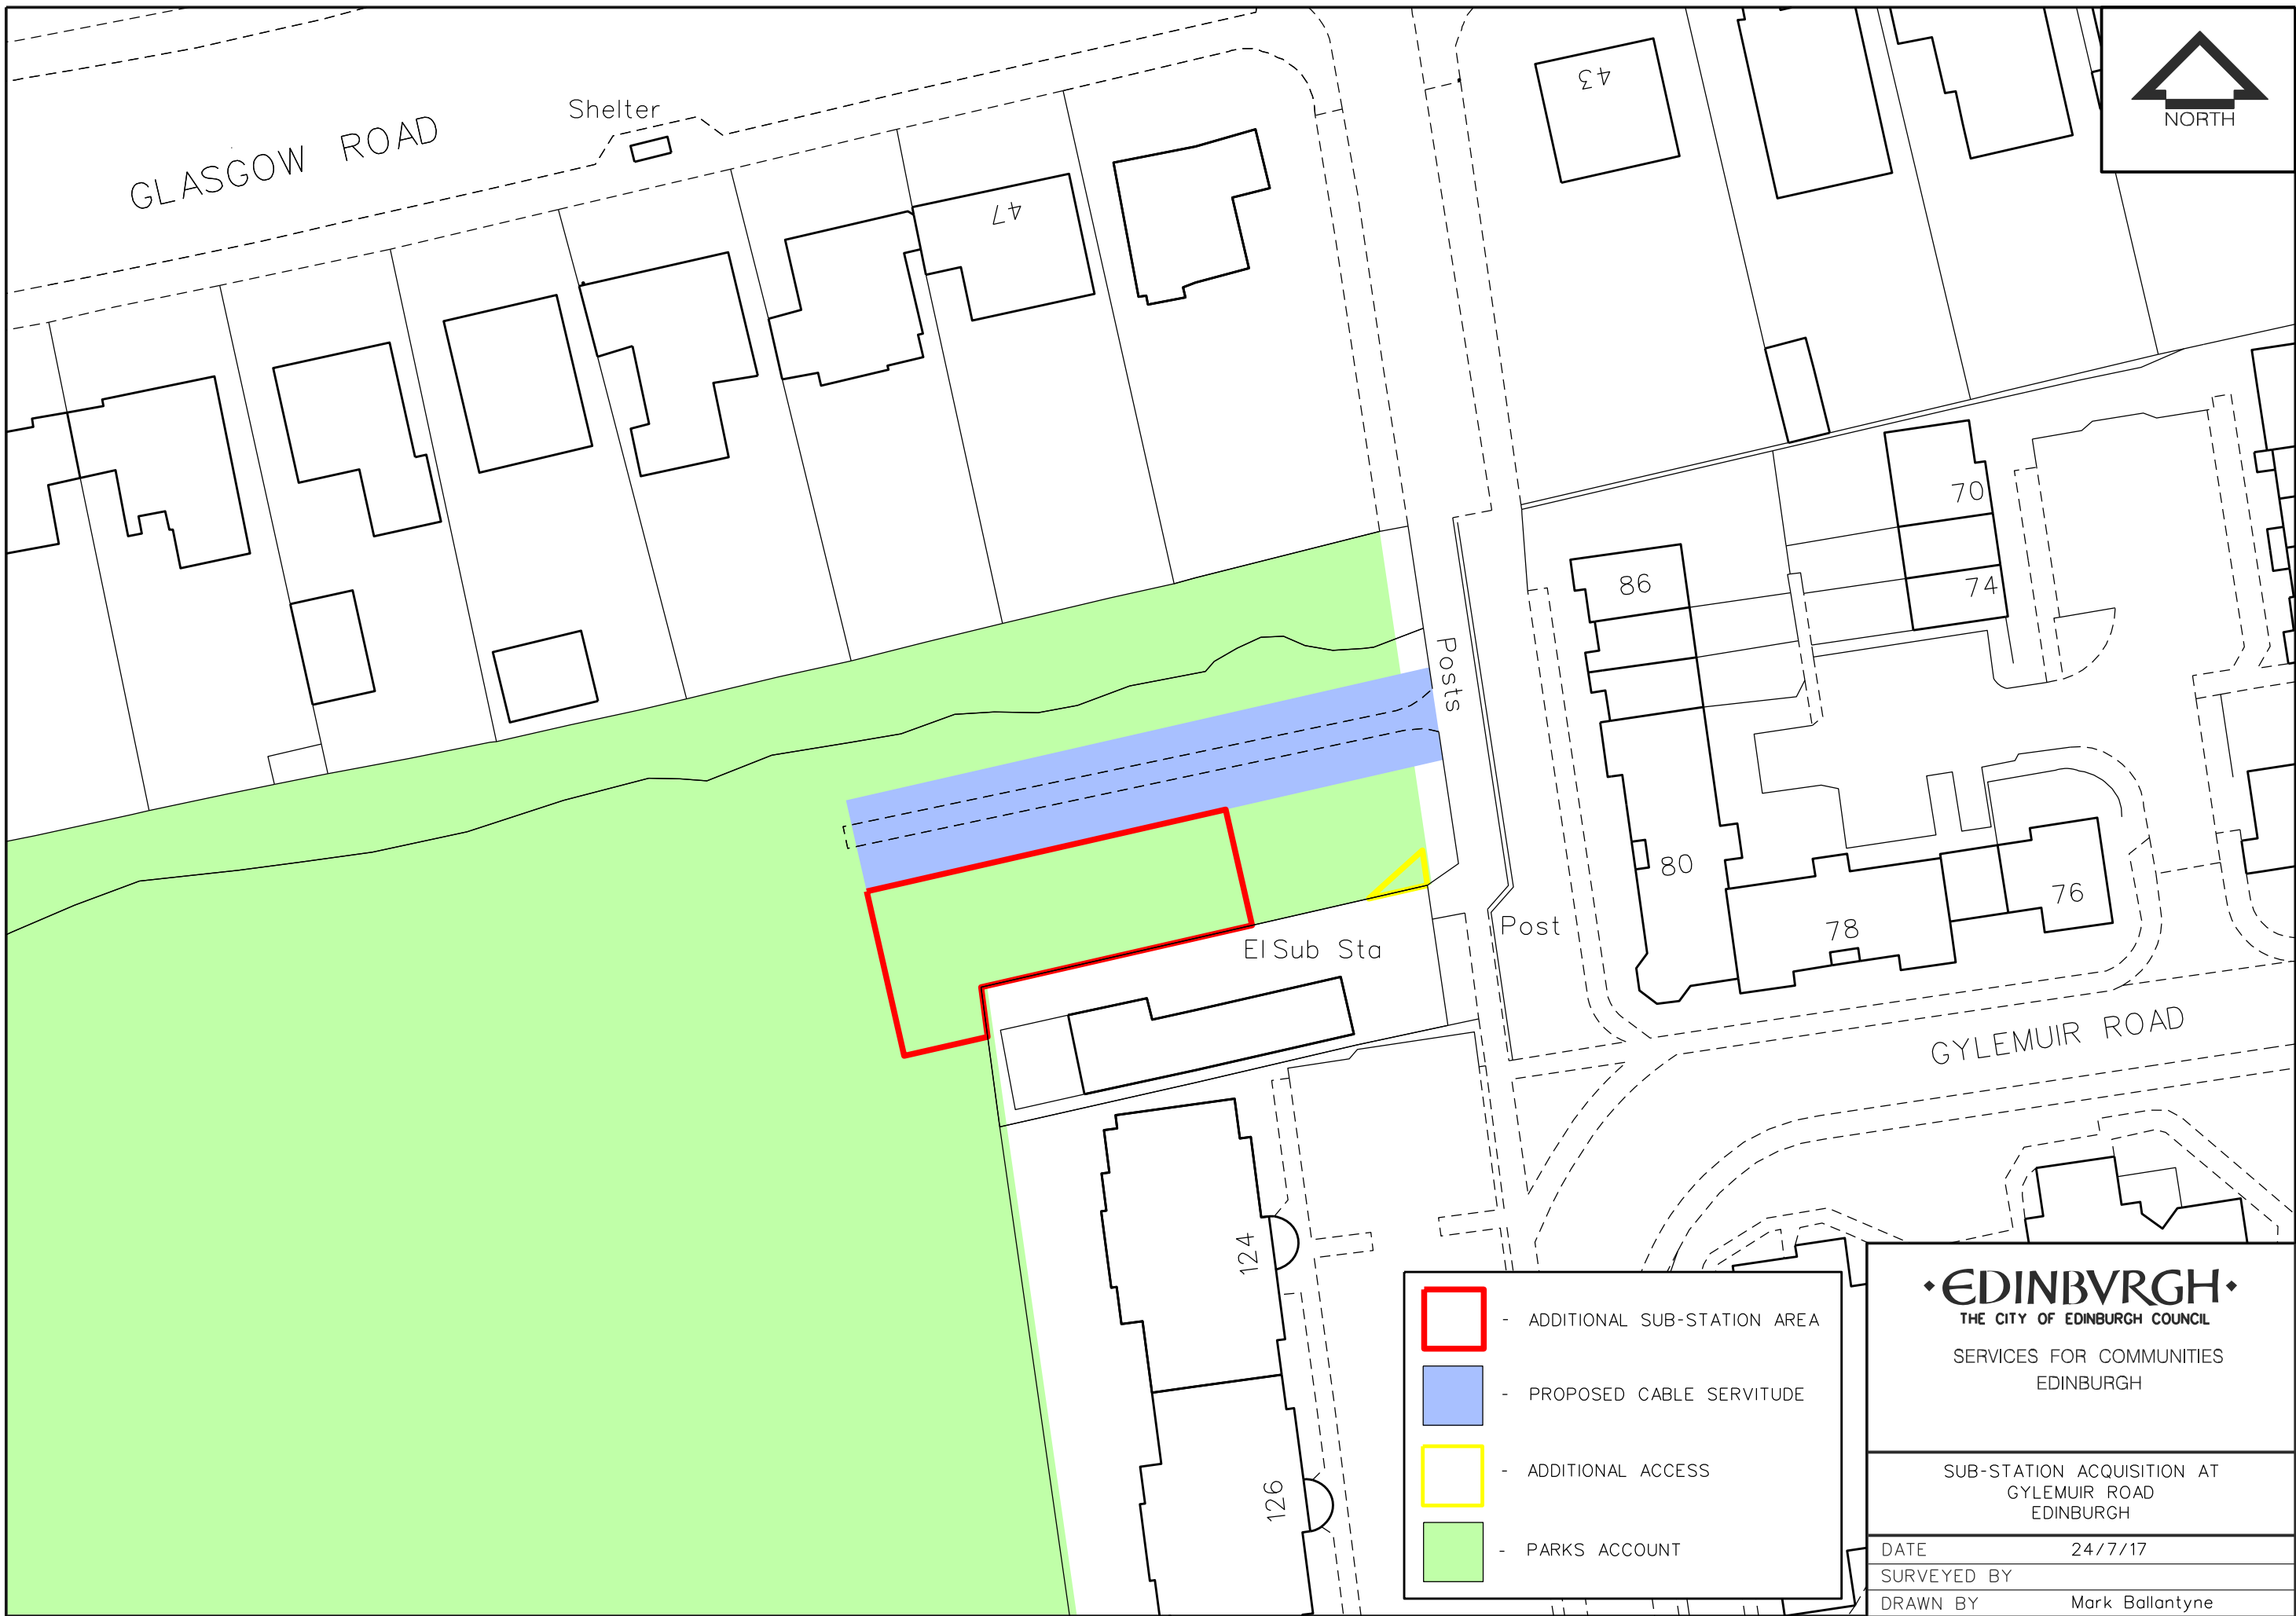 GLASGOW ROAD
Shelter
43
NORTH
47
70
74
86
Posts
80
78
76
Post
El Sub Sta
GYLEMUIR ROAD
124
126
- ADDITIONAL SUB-STATION AREA
- PROPOSED CABLE SERVITUDE
- ADDITIONAL ACCESS
- PARKS ACCOUNT
·EDINBVRGH·
THE CITY OF EDINBURGH COUNCIL
SERVICES FOR COMMUNITIES
EDINBURGH
SUB-STATION ACQUISITION AT
GYLEMUIR ROAD
EDINBURGH
DATE 24/7/17
SURVEYED BY
DRAWN BY Mark Ballantyne